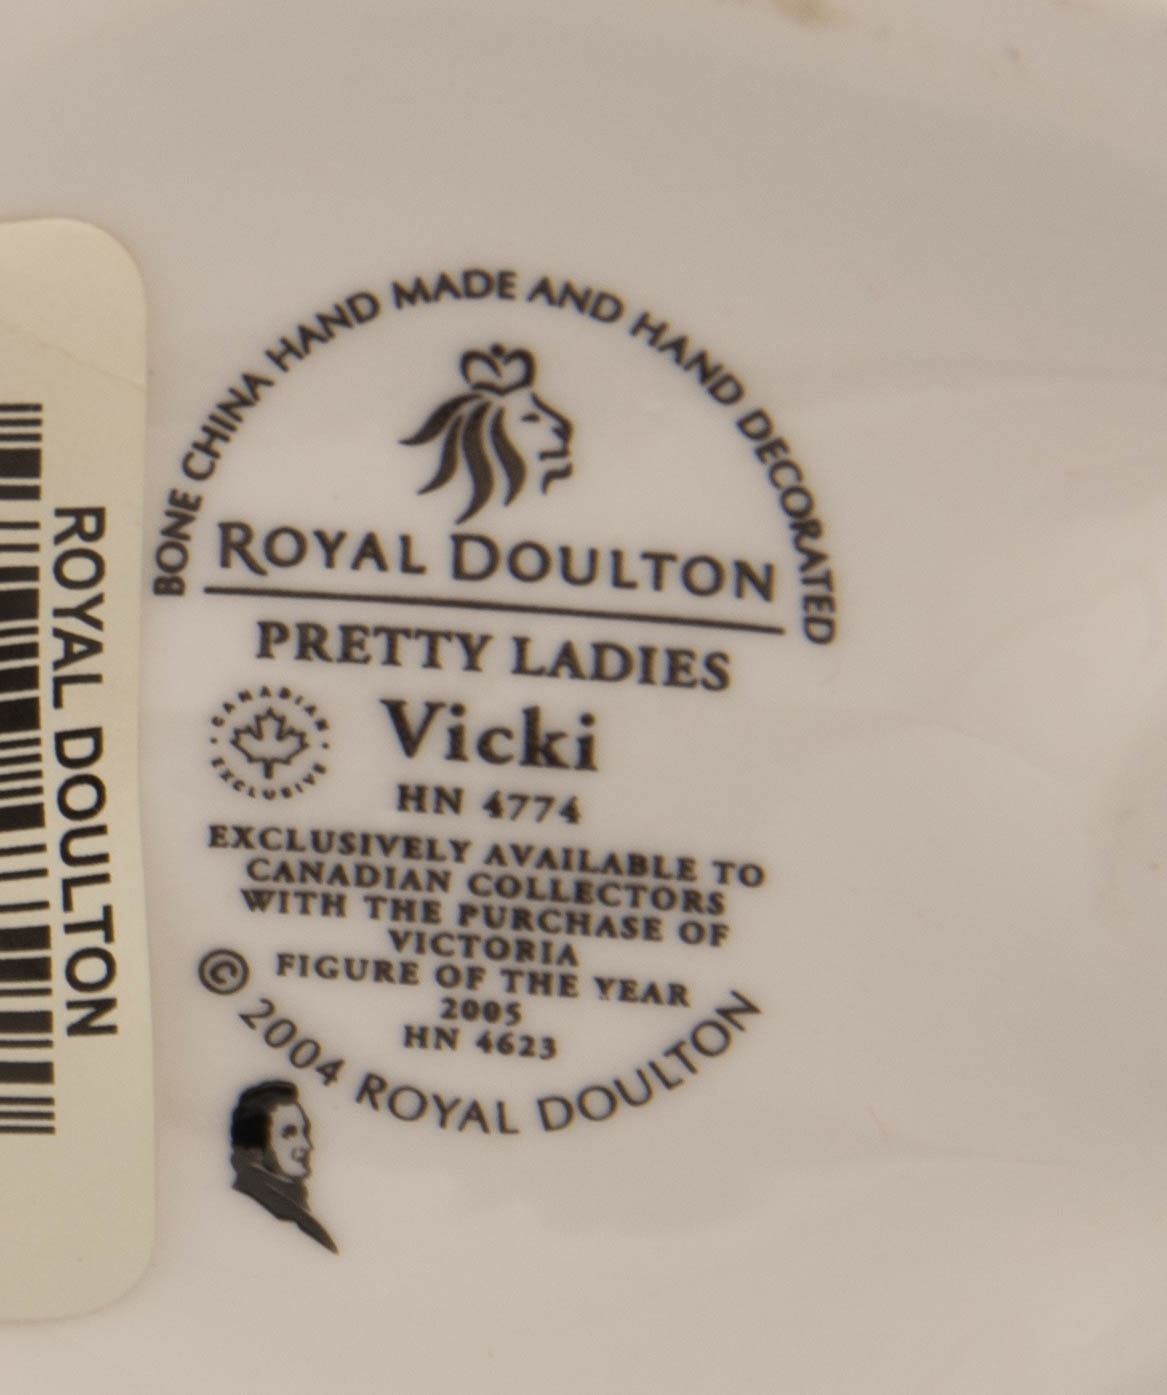 BONE CHINA HAND MADE AND HAND DECORATED
ROYAL DOULTON
PRETTY LADIES
CANADIAN
EXCLUSIVE
Vicki
HN 4774
EXCLUSIVELY AVAILABLE TO
CANADIAN COLLECTORS
WITH THE PURCHASE OF
VICTORIA
FIGURE OF THE YEAR
2005
HN 4623
© 2004 ROYAL DOULTON
ROYAL DOULTON